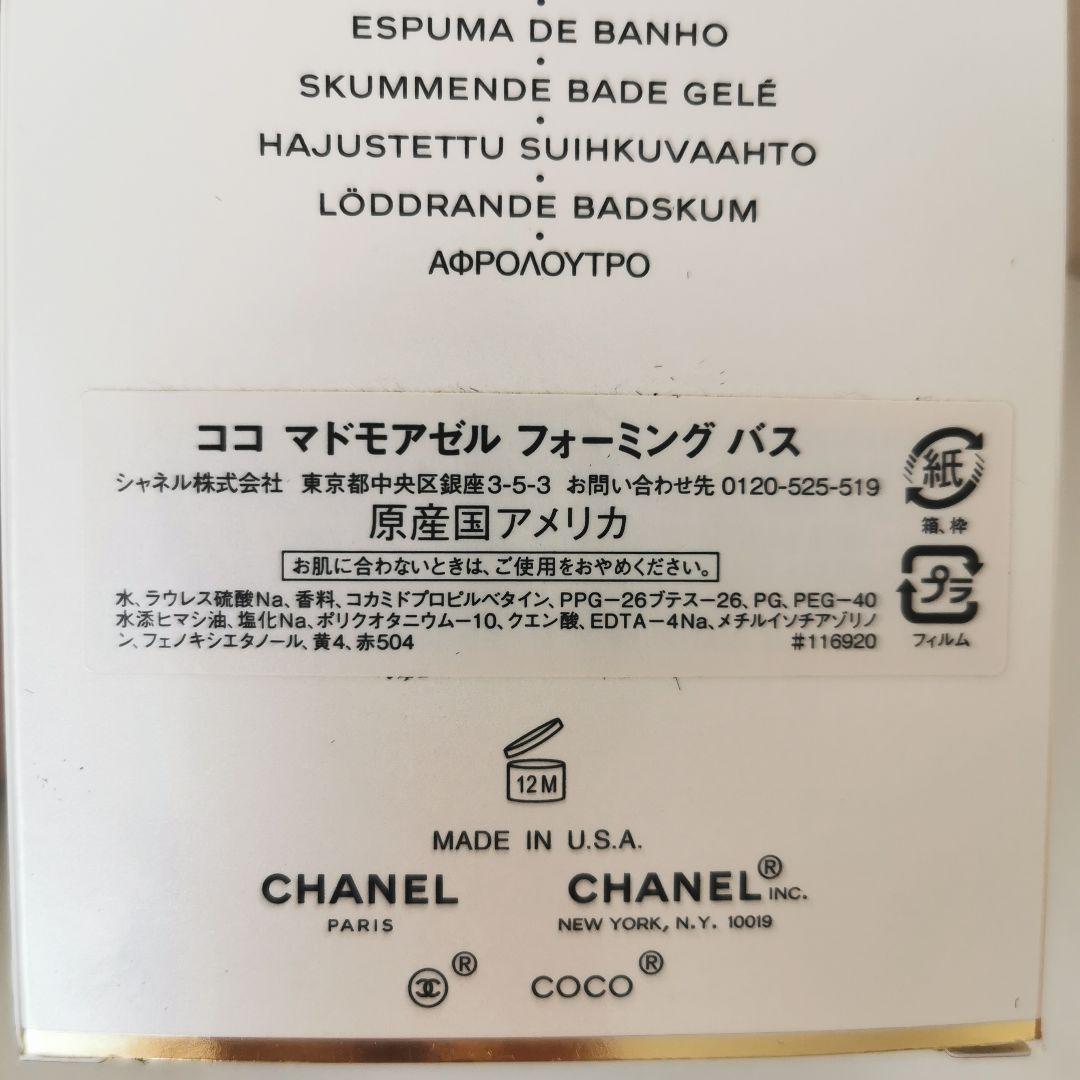 ESPUMA DE BANHO
SKUMMENDE BADE GELÉ
HAJUSTETTU SUIHKUVAAHTO
LÖDDRANDE BADSKUM
ΑΦΡΟΛΟΥΤΡΟ
ココ マドモアゼル フォーミング バス
シャネル株式会社 東京都中央区銀座3-5-3 お問い合わせ先 0120-525-519
原産国アメリカ
お肌に合わないときは、ご使用をおやめください。
水、ラウレス硫酸Na、香料、コカミドプロピルベタイン、PPG−26ブテス−26、PG、PEG−40
水添ヒマシ油、塩化Na、ポリクオタニウム−10、クエン酸、EDTA−4Na、メチルイソチアゾリノ
ン、フェノキシエタノール、黄4、赤504 #116920
紙
箱、枠
プラ
フィルム
12M
MADE IN U.S.A.
CHANEL
PARIS
CHANEL® INC.
NEW YORK, N.Y. 10019
®
COCO®